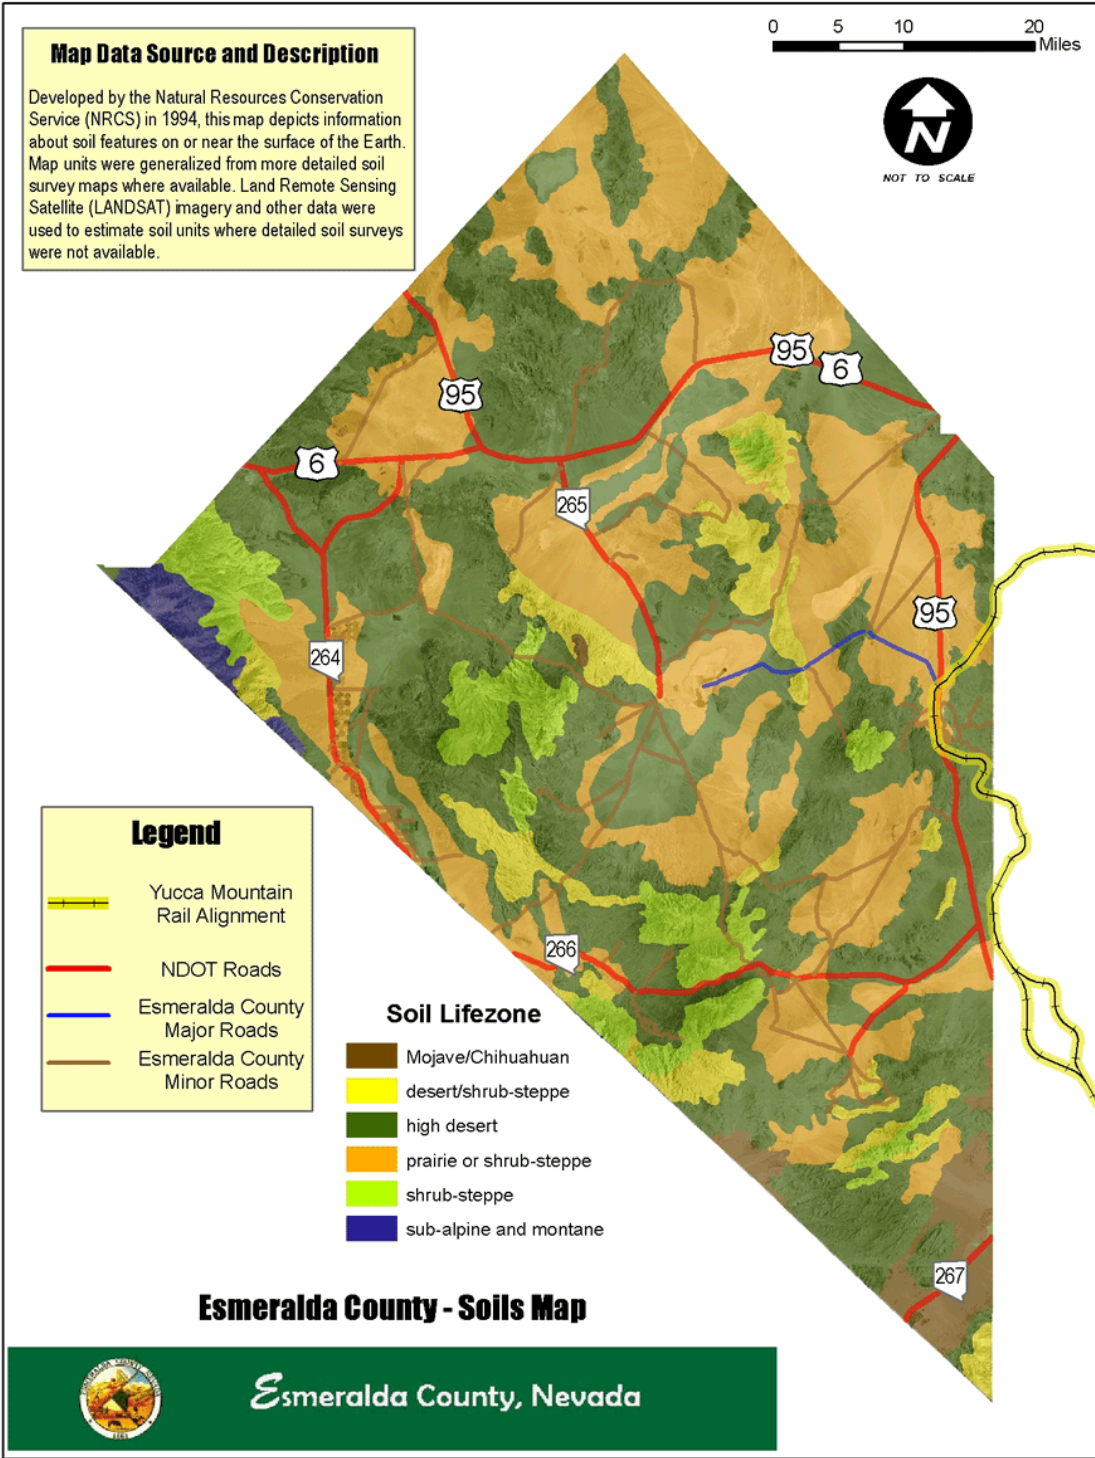 Map Data Source and Description
Developed by the Natural Resources Conservation
Service (NRCS) in 1994, this map depicts information
about soil features on or near the surface of the Earth.
Map units were generalized from more detailed soil
survey maps where available. Land Remote Sensing
Satellite (LANDSAT) imagery and other data were
used to estimate soil units where detailed soil surveys
were not available.
0 5 10 20
Miles
N
NOT TO SCALE
95
6
95
6
265
95
264
266
267
Legend
Yucca Mountain
Rail Alignment
NDOT Roads
Esmeralda County
Major Roads
Esmeralda County
Minor Roads
Soil Lifezone
Mojave/Chihuahuan
desert/shrub-steppe
high desert
prairie or shrub-steppe
shrub-steppe
sub-alpine and montane
Esmeralda County - Soils Map
Esmeralda County, Nevada